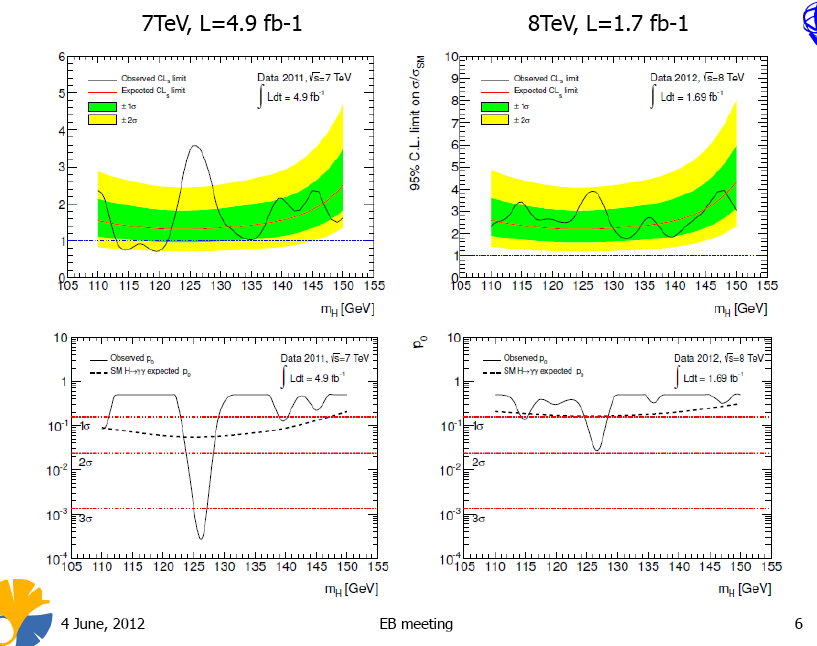 7TeV, L=4.9 fb-1
8TeV, L=1.7 fb-1
Observed CLs limit
Expected CLs limit
±1σ
±2σ
Data 2011, √s=7 TeV
∫ Ldt = 4.9 fb-1
0 1 2 3 4 5 6
105 110 115 120 125 130 135 140 145 150 155
mH [GeV]
95% C.L. limit on σ/σSM
Observed CLs limit
Expected CLs limit
± 1σ
± 2σ
Data 2012, √s=8 TeV
∫ Ldt = 1.69 fb-1
0 1 2 3 4 5 6 7 8 9 10
105 110 115 120 125 130 135 140 145 150 155
mH [GeV]
Observed p0
SM H→γγ expected p0
Data 2011, √s=7 TeV
∫ Ldt = 4.9 fb-1
10
1
10-1
1σ
10-2
2σ
10-3
3σ
10-4
105 110 115 120 125 130 135 140 145 150 155
mH [GeV]
p0
Observed p0
SM H→γγ expected p0
Data 2012, √s=8 TeV
∫ Ldt = 1.69 fb-1
10
1
10-1
1σ
10-2
2σ
10-3
3σ
10-4
105 110 115 120 125 130 135 140 145 150 155
mH [GeV]
4 June, 2012
EB meeting
6